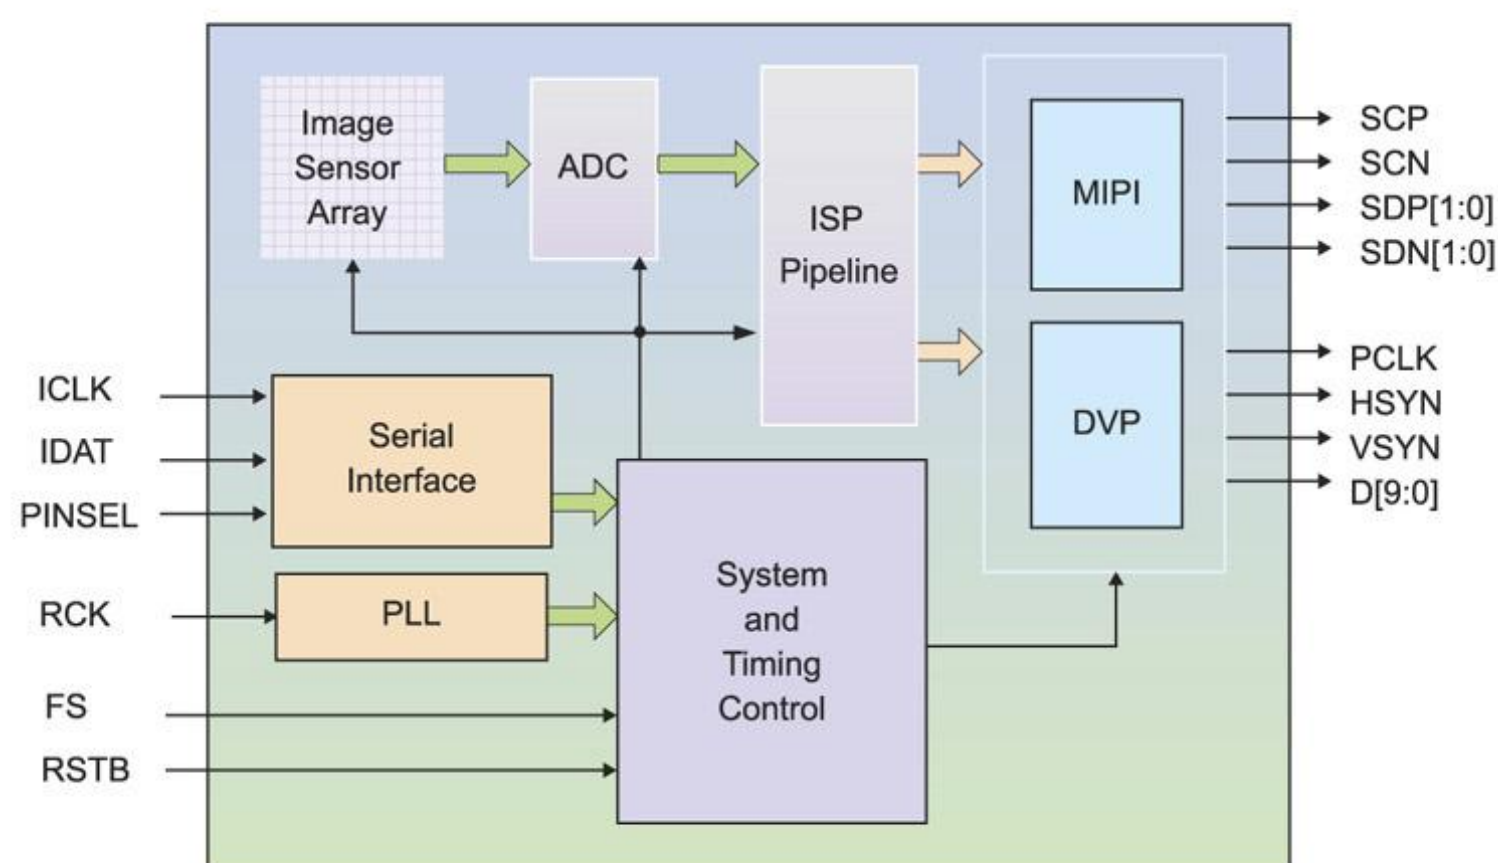 Image
Sensor
Array
ADC
ISP
Pipeline
MIPI
DVP
SCP
SCN
SDP[1:0]
SDN[1:0]
PCLK
HSYN
VSYN
D[9:0]
ICLK
IDAT
PINSEL
RCK
FS
RSTB
Serial
Interface
PLL
System
and
Timing
Control